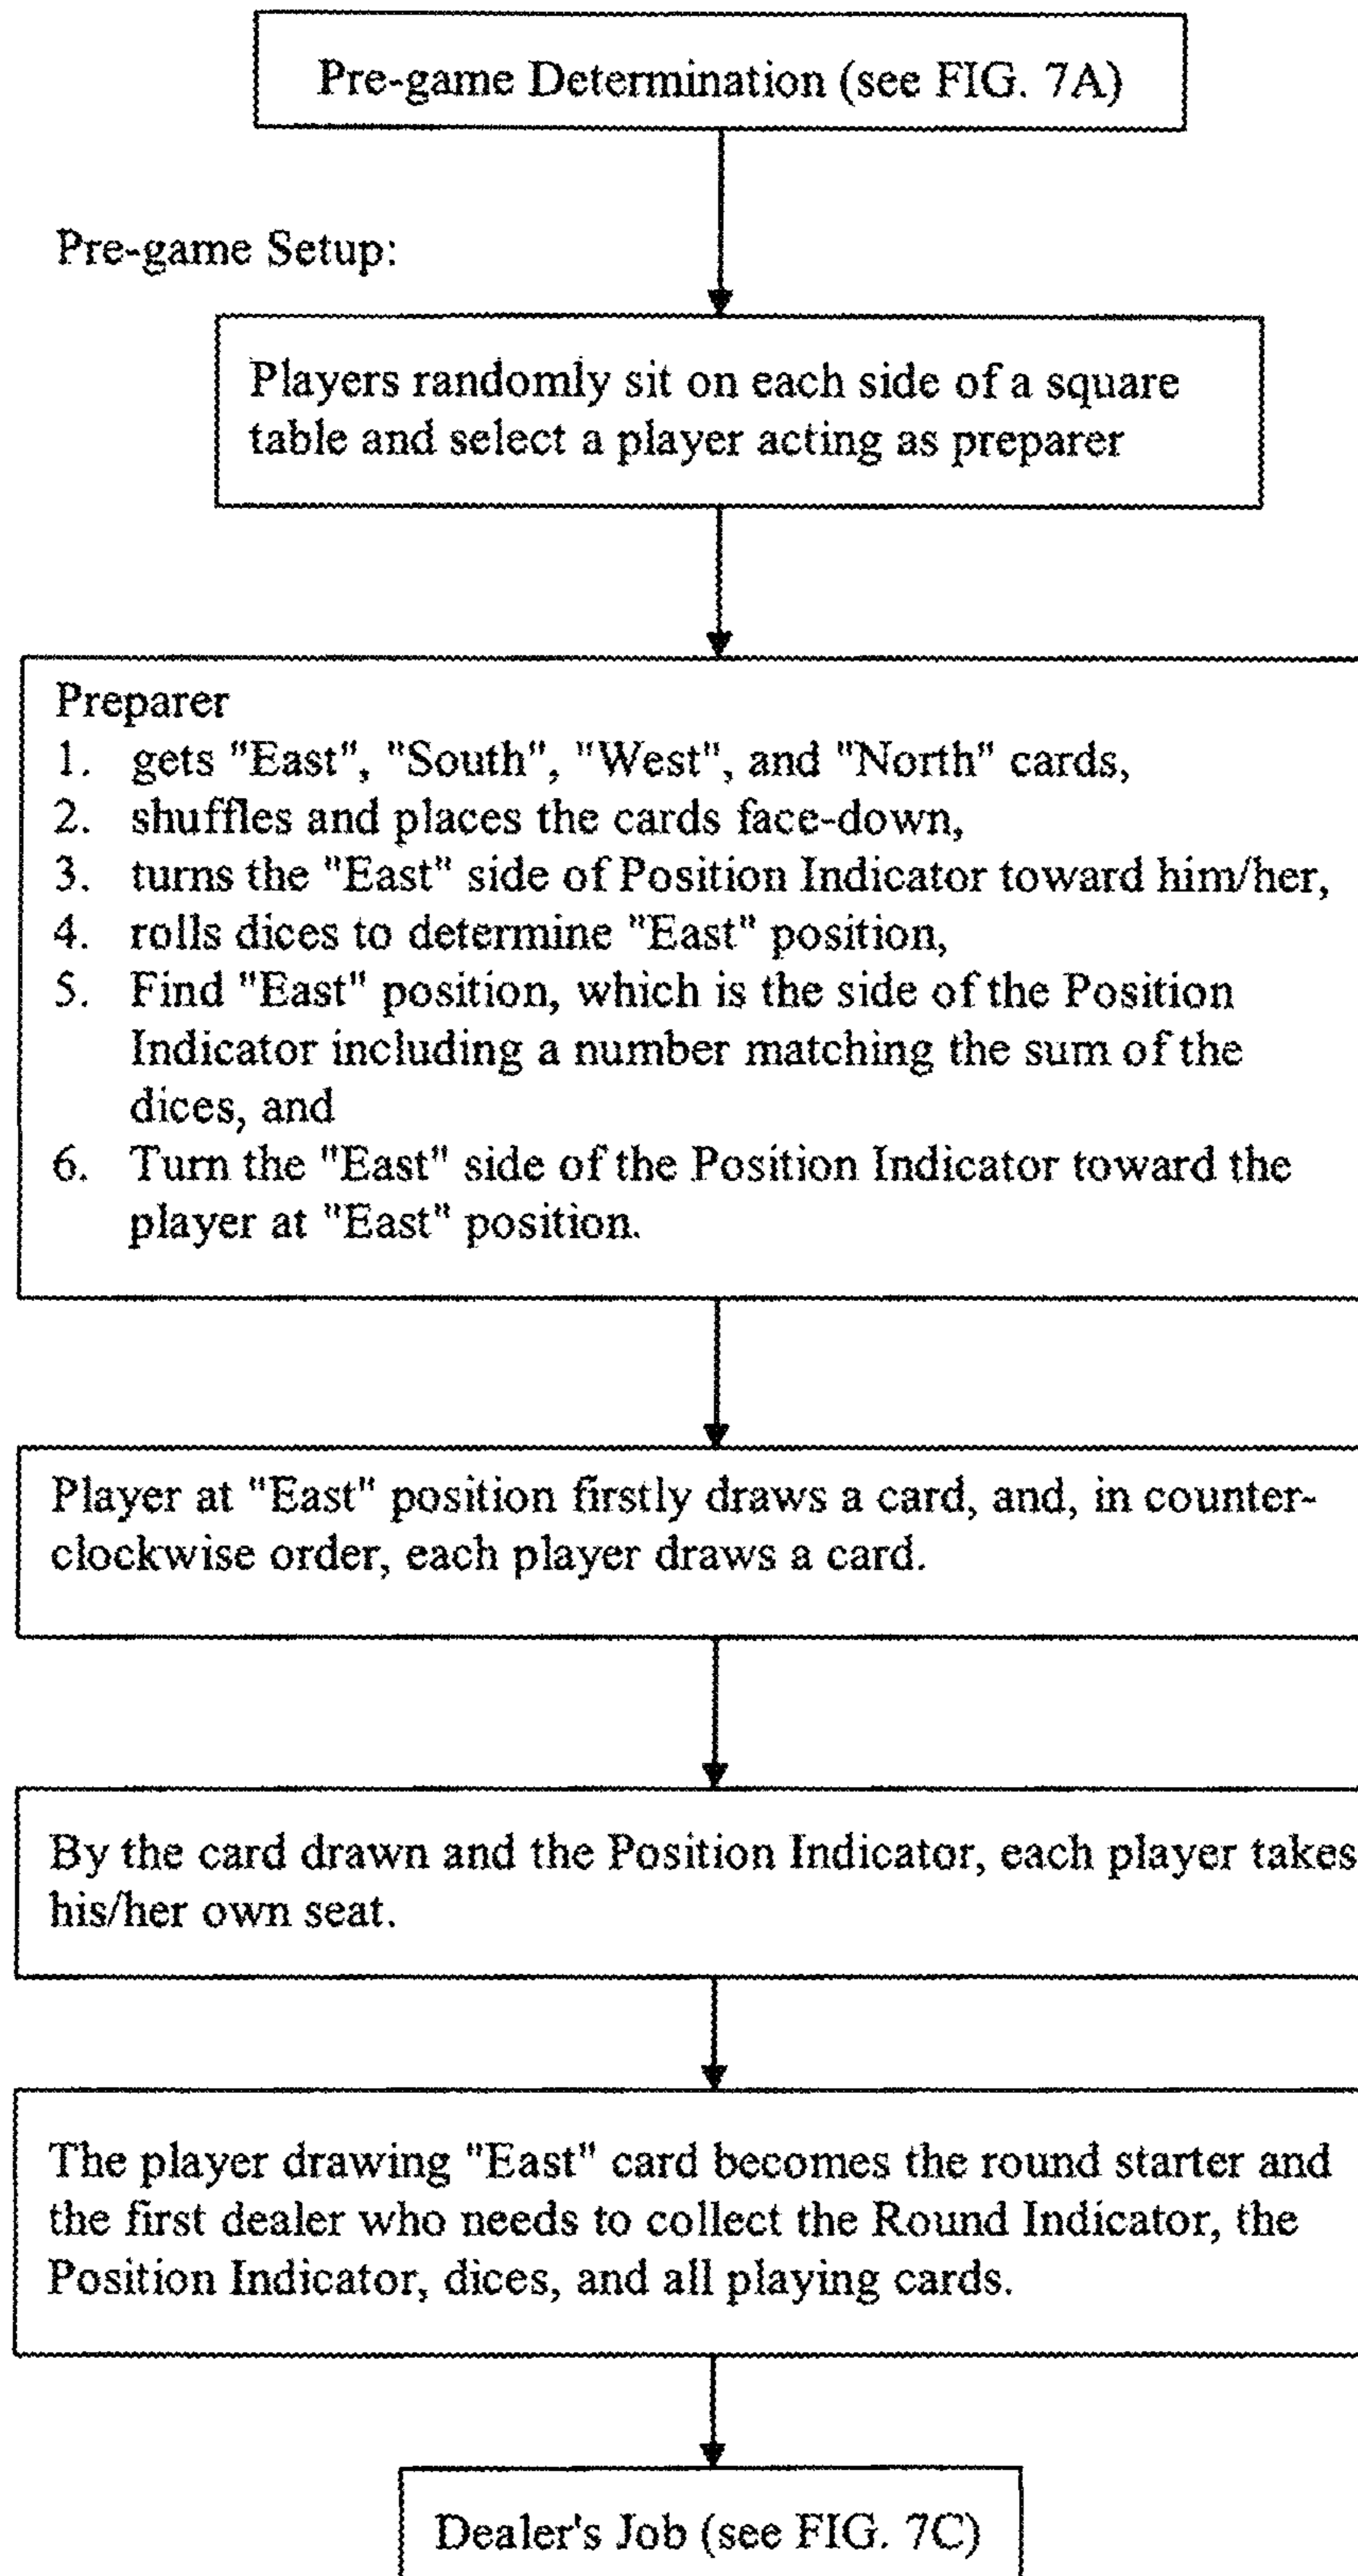 Pre-game Determination (see FIG. 7A)
Pre-game Setup:
Players randomly sit on each side of a square
table and select a player acting as preparer
Preparer
1. gets "East", "South", "West", and "North" cards,
2. shuffles and places the cards face-down,
3. turns the "East" side of Position Indicator toward him/her,
4. rolls dices to determine "East" position,
5. Find "East" position, which is the side of the Position
Indicator including a number matching the sum of the
dices, and
6. Turn the "East" side of the Position Indicator toward the
player at "East" position.
Player at "East" position firstly draws a card, and, in counter-
clockwise order, each player draws a card.
By the card drawn and the Position Indicator, each player takes
his/her own seat.
The player drawing "East" card becomes the round starter and
the first dealer who needs to collect the Round Indicator, the
Position Indicator, dices, and all playing cards.
Dealer's Job (see FIG. 7C)